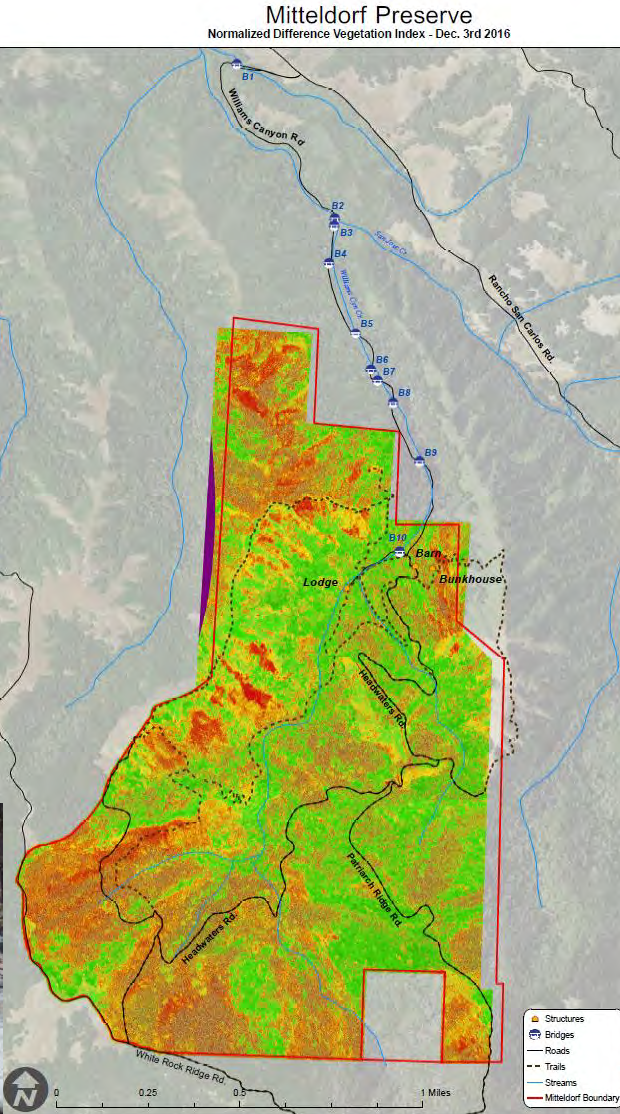 Mitteldorf Preserve
Normalized Difference Vegetation Index - Dec. 3rd 2016
B1
Williams Canyon Rd
B2
B3
San Jose Cr.
B4
Williams Cyn Cr.
Rancho San Carlos Rd.
B5
B6
B7
B8
B9
B10
Barn
Lodge
Bunkhouse
Headwaters Rd.
Patriarch Ridge Rd.
Headwaters Rd.
White Rock Ridge Rd.
Structures
Bridges
Roads
Trails
Streams
Mitteldorf Boundary
N
0
0.25
0.5
1 Miles